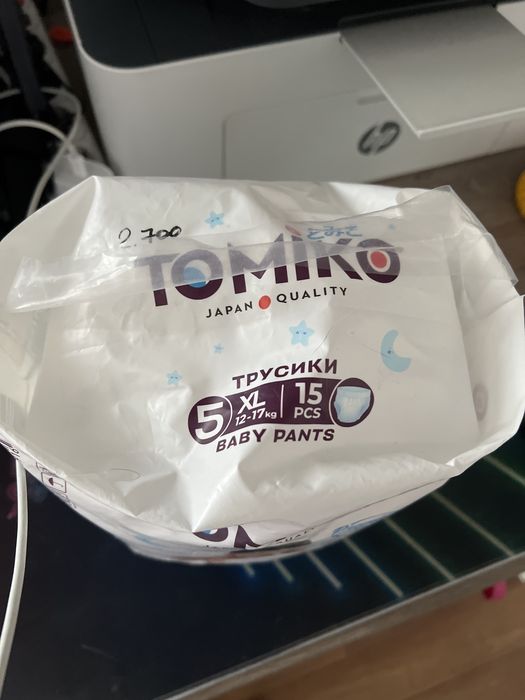 hp
2.700
とみこ
TOMIKO
JAPAN QUALITY
ТРУСИКИ
5 XL 12-17kg 15 PCS
BABY PANTS